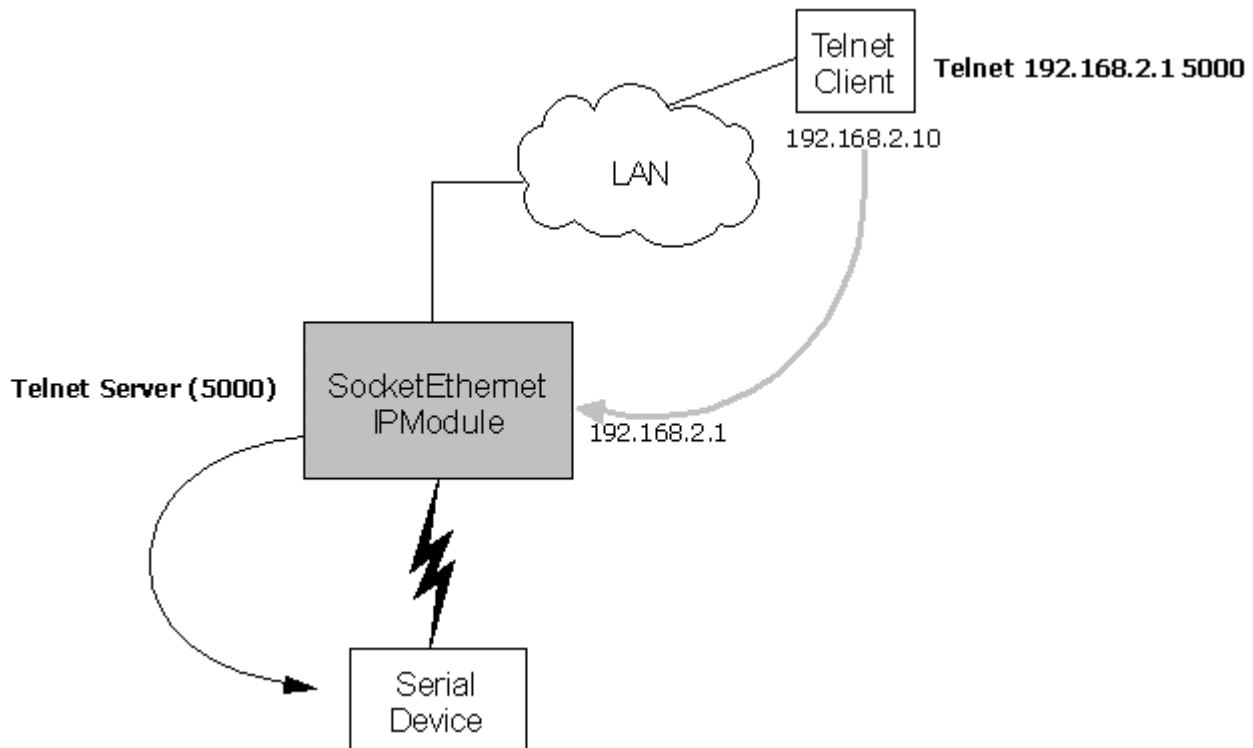 Telnet
Client
Telnet 192.168.2.1 5000
192.168.2.10
LAN
Telnet Server (5000)
SocketEthernet
IPModule
192.168.2.1
Serial
Device